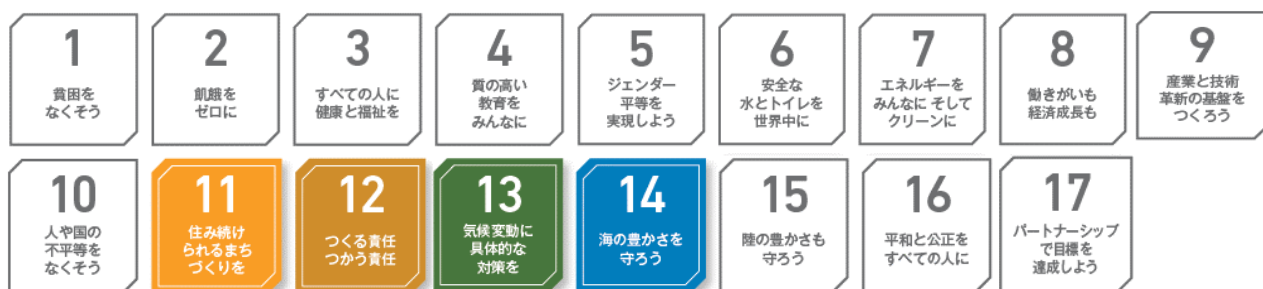 1
貧困を
なくそう
2
飢餓を
ゼロに
3
すべての人に
健康と福祉を
4
質の高い
教育を
みんなに
5
ジェンダー
平等を
実現しよう
6
安全な
水とトイレを
世界中に
7
エネルギーを
みんなに そして
クリーンに
8
働きがいも
経済成長も
9
産業と技術
革新の基盤を
つくろう
10
人や国の
不平等を
なくそう
11
住み続け
られるまち
づくりを
12
つくる責任
つかう責任
13
気候変動に
具体的な
対策を
14
海の豊かさを
守ろう
15
陸の豊かさも
守ろう
16
平和と公正を
すべての人に
17
パートナーシップ
で目標を
達成しよう